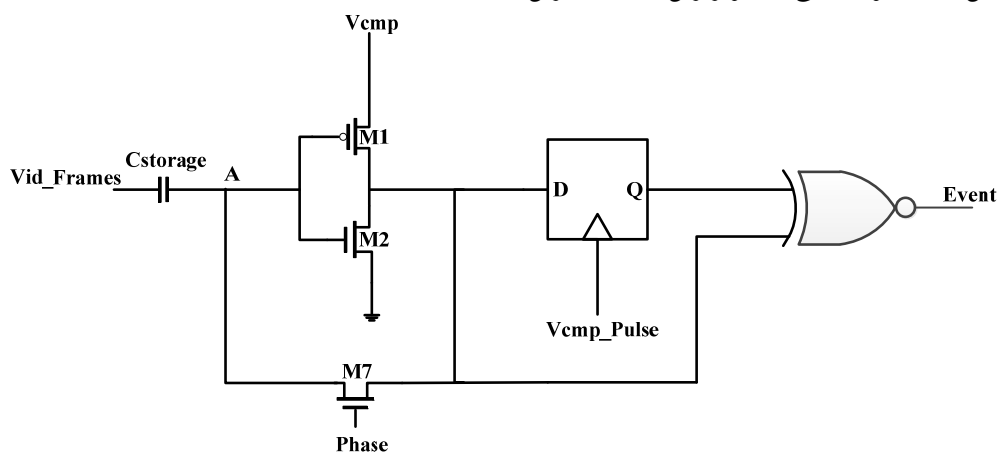 Vcmp
M1
Cstorage
Vid_Frames
A
D
Q
Event
M2
Vcmp_Pulse
M7
Phase